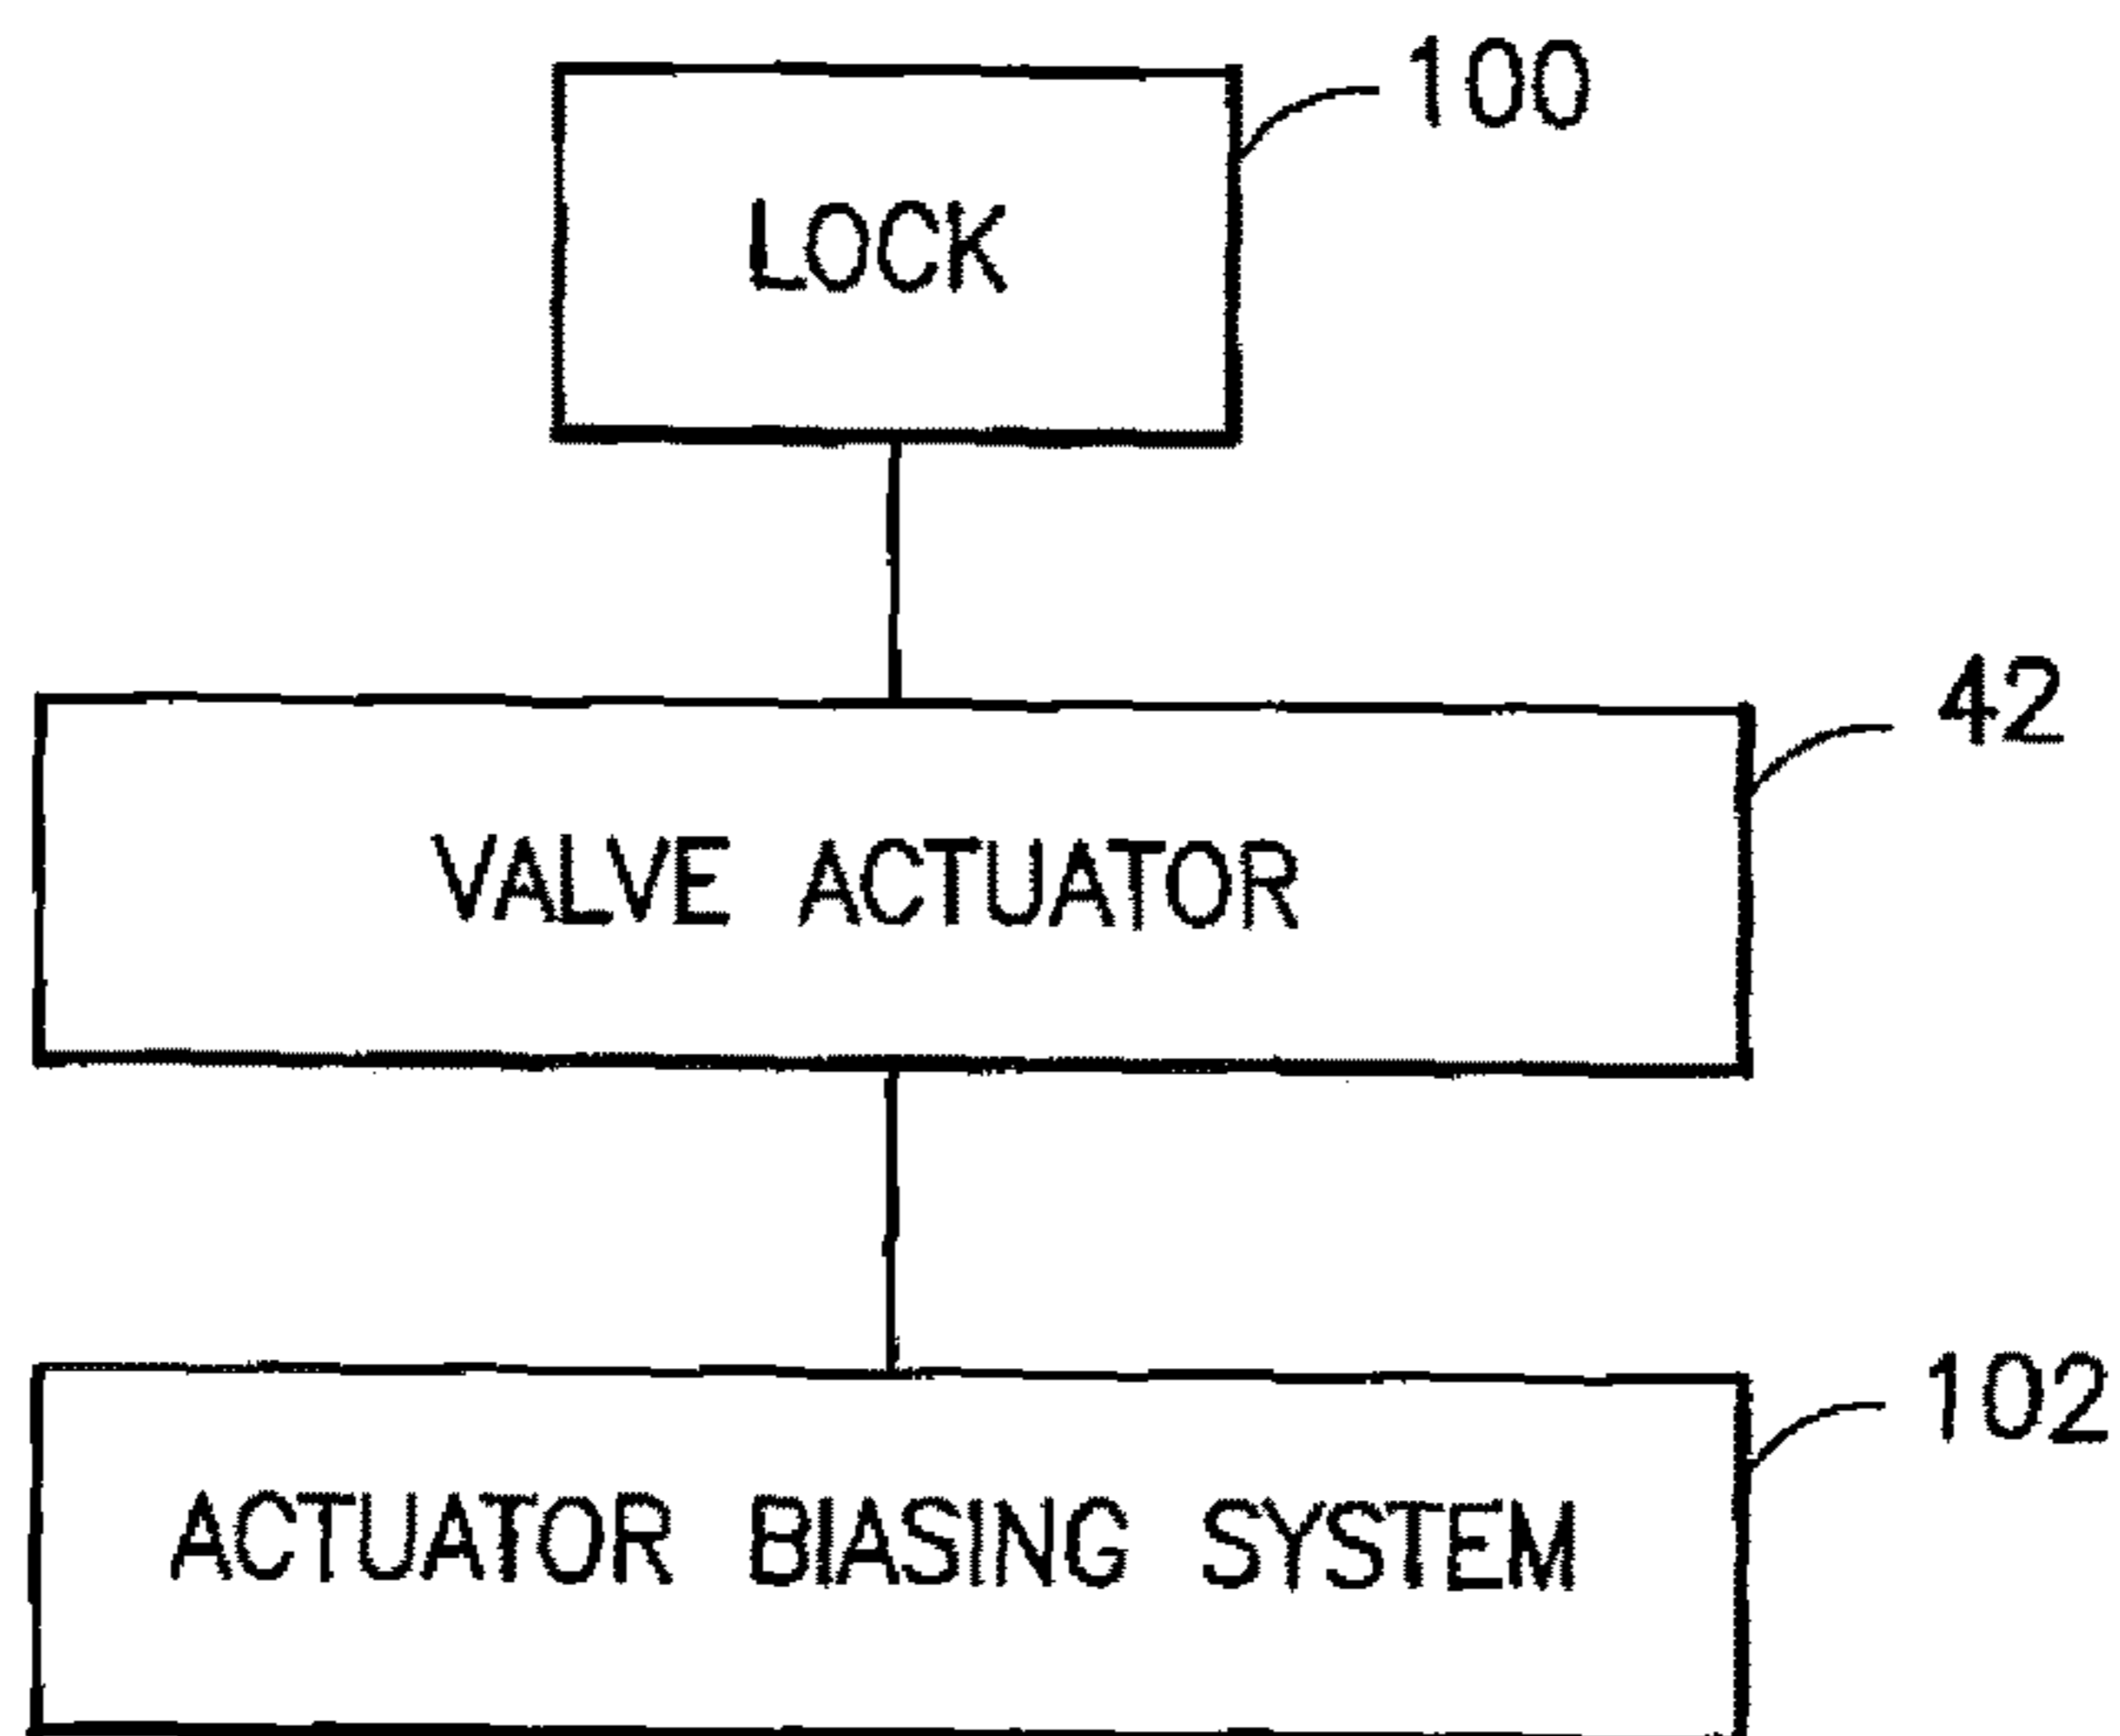 100
LOCK
42
VALVE ACTUATOR
102
ACTUATOR BIASING SYSTEM